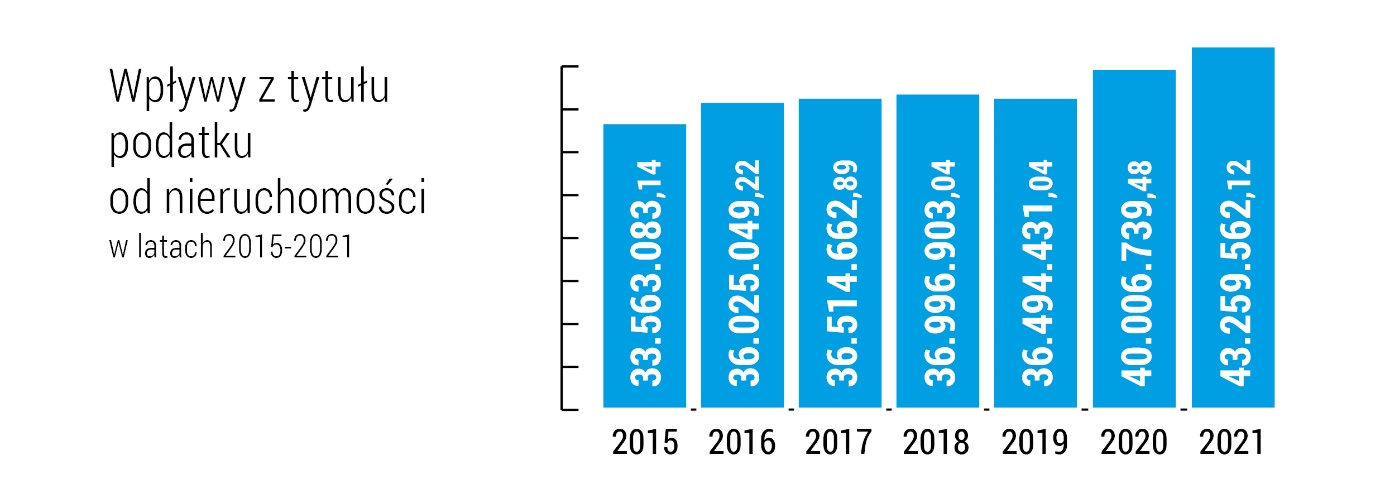 Wpływy z tytułu
podatku
od nieruchomości
w latach 2015-2021
33.563.083,14
36.025.049,22
36.514.662,89
36.996.903,04
36.494.431,04
40.006.739,48
43.259.562,12
2015 2016 2017 2018 2019 2020 2021